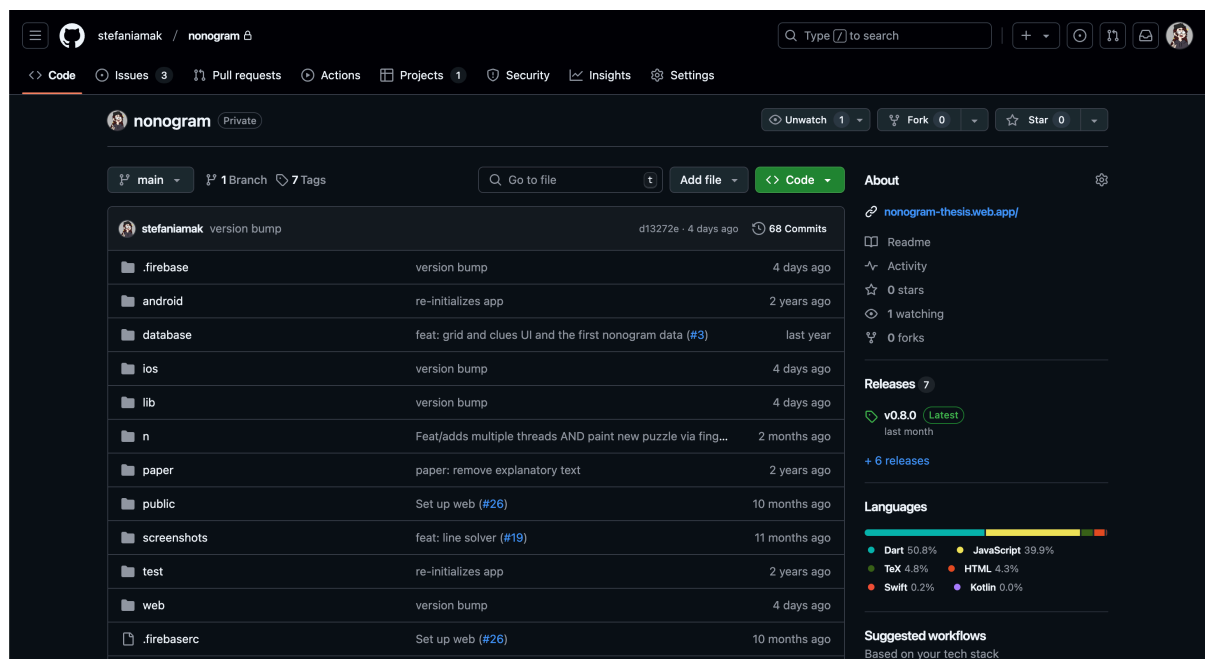 stefaniamak / nonogram Type / to search
Code Issues 3 Pull requests Actions Projects 1 Security Insights Settings
nonogram Private Unwatch 1 Fork 0 Star 0
main 1 Branch 7 Tags Go to file t Add file Code
stefaniamak version bump d13272e · 4 days ago 68 Commits
.firebase version bump 4 days ago
android re-initializes app 2 years ago
database feat: grid and clues UI and the first nonogram data (#3) last year
ios version bump 4 days ago
lib version bump 4 days ago
n Feat/adds multiple threads AND paint new puzzle via fing... 2 months ago
paper paper: remove explanatory text 2 years ago
public Set up web (#26) 10 months ago
screenshots feat: line solver (#19) 11 months ago
test re-initializes app 2 years ago
web version bump 4 days ago
.firebaserc Set up web (#26) 10 months ago
About
nonogram-thesis.web.app/
Readme
Activity
0 stars
1 watching
0 forks
Releases 7
v0.8.0 Latest
last month
+ 6 releases
Languages
Dart 50.8% JavaScript 39.9%
TeX 4.8% HTML 4.3%
Swift 0.2% Kotlin 0.0%
Suggested workflows
Based on your tech stack